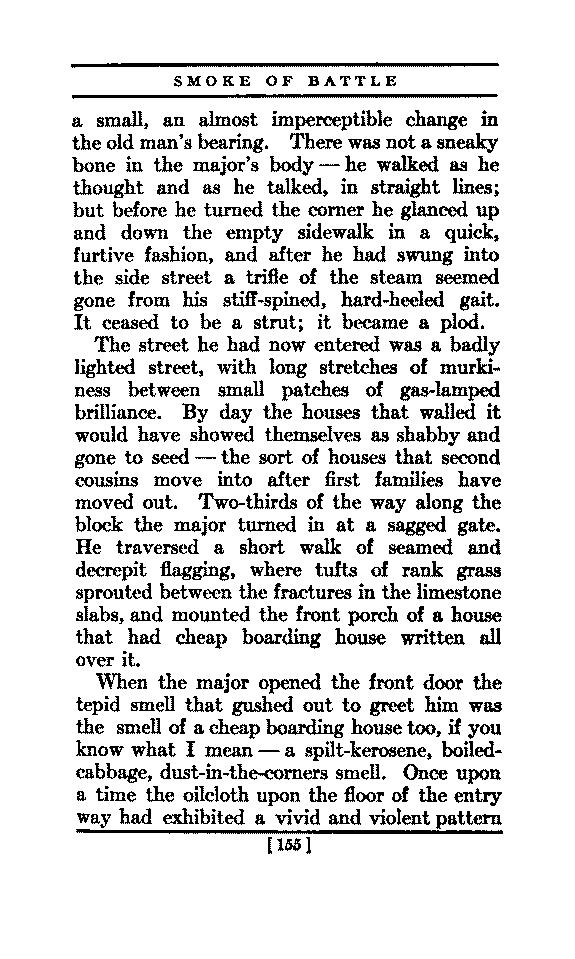 SMOKE OF BATTLE
a small, an almost imperceptible change in
the old man's bearing. There was not a sneaky
bone in the major's body — he walked as he
thought and as he talked, in straight lines;
but before he turned the corner he glanced up
and down the empty sidewalk in a quick,
furtive fashion, and after he had swung into
the side street a trifle of the steam seemed
gone from his stiff-spined, hard-heeled gait.
It ceased to be a strut; it became a plod.
The street he had now entered was a badly
lighted street, with long stretches of murki-
ness between small patches of gas-lamped
brilliance. By day the houses that walled it
would have showed themselves as shabby and
gone to seed — the sort of houses that second
cousins move into after first families have
moved out. Two-thirds of the way along the
block the major turned in at a sagged gate.
He traversed a short walk of seamed and
decrepit flagging, where tufts of rank grass
sprouted between the fractures in the limestone
slabs, and mounted the front porch of a house
that had cheap boarding house written all
over it.
When the major opened the front door the
tepid smell that gushed out to greet him was
the smell of a cheap boarding house too, if you
know what I mean — a spilt-kerosene, boiled-
cabbage, dust-in-the-corners smell. Once upon
a time the oilcloth upon the floor of the entry
way had exhibited a vivid and violent pattern
[155]